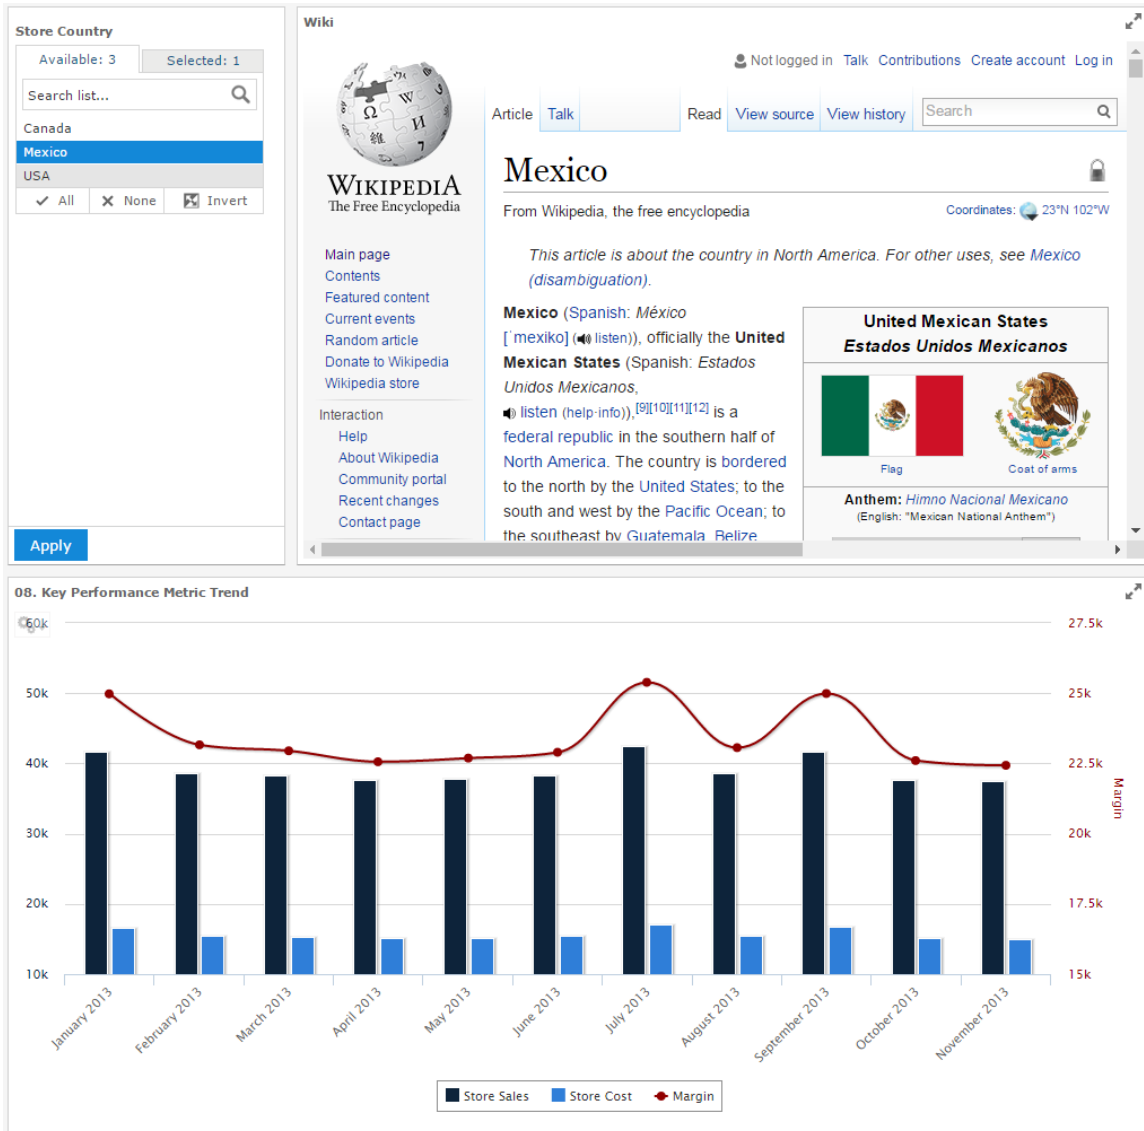 Store Country
Available: 3
Selected: 1
Search list...
Canada
Mexico
USA
All
None
Invert
Apply
Wiki
Not logged in Talk Contributions Create account Log in
Article Talk Read View source View history Search
WIKIPEDIA
The Free Encyclopedia
Main page
Contents
Featured content
Current events
Random article
Donate to Wikipedia
Wikipedia store
Interaction
Help
About Wikipedia
Community portal
Recent changes
Contact page
Mexico
From Wikipedia, the free encyclopedia
Coordinates: 23°N 102°W
This article is about the country in North America. For other uses, see Mexico
(disambiguation).
Mexico (Spanish: México
[ˈmexiko] (listen)), officially the United
Mexican States (Spanish: Estados
Unidos Mexicanos,
listen (help·info)),[9][10][11][12] is a
federal republic in the southern half of
North America. The country is bordered
to the north by the United States; to the
south and west by the Pacific Ocean; to
the southeast by Guatemala, Belize
United Mexican States
Estados Unidos Mexicanos
Flag
Coat of arms
Anthem: Himno Nacional Mexicano
(English: "Mexican National Anthem")
08. Key Performance Metric Trend
60k
50k
40k
30k
20k
10k
27.5k
25k
22.5k
20k
17.5k
15k
Margin
January 2013
February 2013
March 2013
April 2013
May 2013
June 2013
July 2013
August 2013
September 2013
October 2013
November 2013
Store Sales
Store Cost
Margin